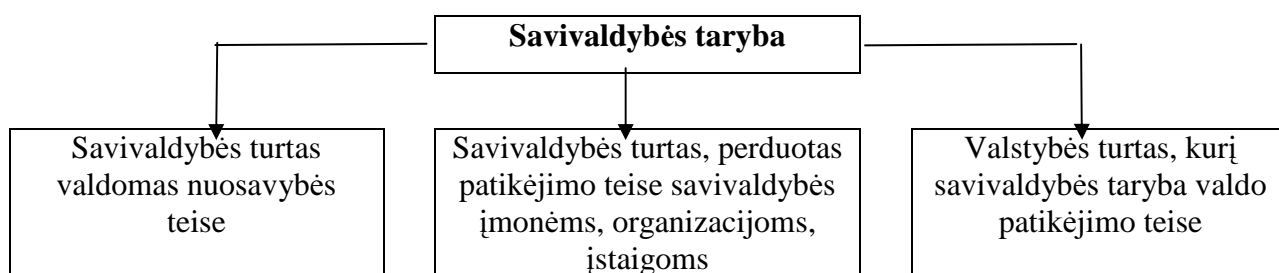 Savivaldybės taryba
Savivaldybės turtas
valdomas nuosavybės
teise
Savivaldybės turtas, perduotas
patikėjimo teise savivaldybės
įmonėms, organizacijoms,
įstaigoms
Valstybės turtas, kurį
savivaldybės taryba valdo
patikėjimo teise